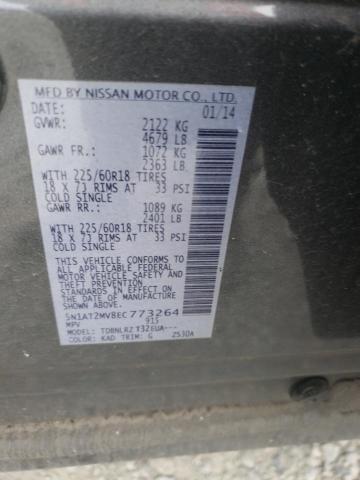 MFD BY NISSAN MOTOR CO., LTD.
DATE: 01/14
GVWR: 2122 KG
4679 LB
GAWR FR: 1072 KG
2363 LB
WITH 225/60R18 TIRES
18 X 7J RIMS AT 33 PSI
COLD SINGLE
GAWR RR: 1089 KG
2401 LB
WITH 225/60R18 TIRES
18 X 7J RIMS AT 33 PSI
COLD SINGLE
THIS VEHICLE CONFORMS TO ALL
APPLICABLE FEDERAL MOTOR
VEHICLE SAFETY AND THEFT
PREVENTION STANDARDS IN EFFECT
ON THE DATE OF MANUFACTURE
SHOWN ABOVE.
5N1AT2MV8EC773264
MPV 915
MODEL:
COLOR: KAD TRIM: G 2530A